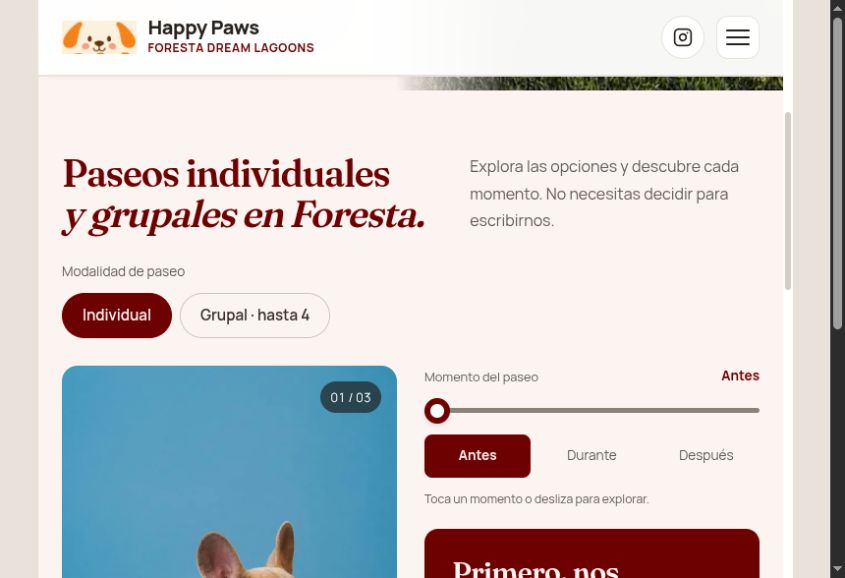 Happy Paws
FORESTA DREAM LAGOONS
Paseos individuales
y grupales en Foresta.
Explora las opciones y descubre cada
momento. No necesitas decidir para
escribirnos.
Modalidad de paseo
Individual
Grupal · hasta 4
01 / 03
Momento del paseo
Antes
Antes
Durante
Después
Toca un momento o desliza para explorar.
Primero, nos